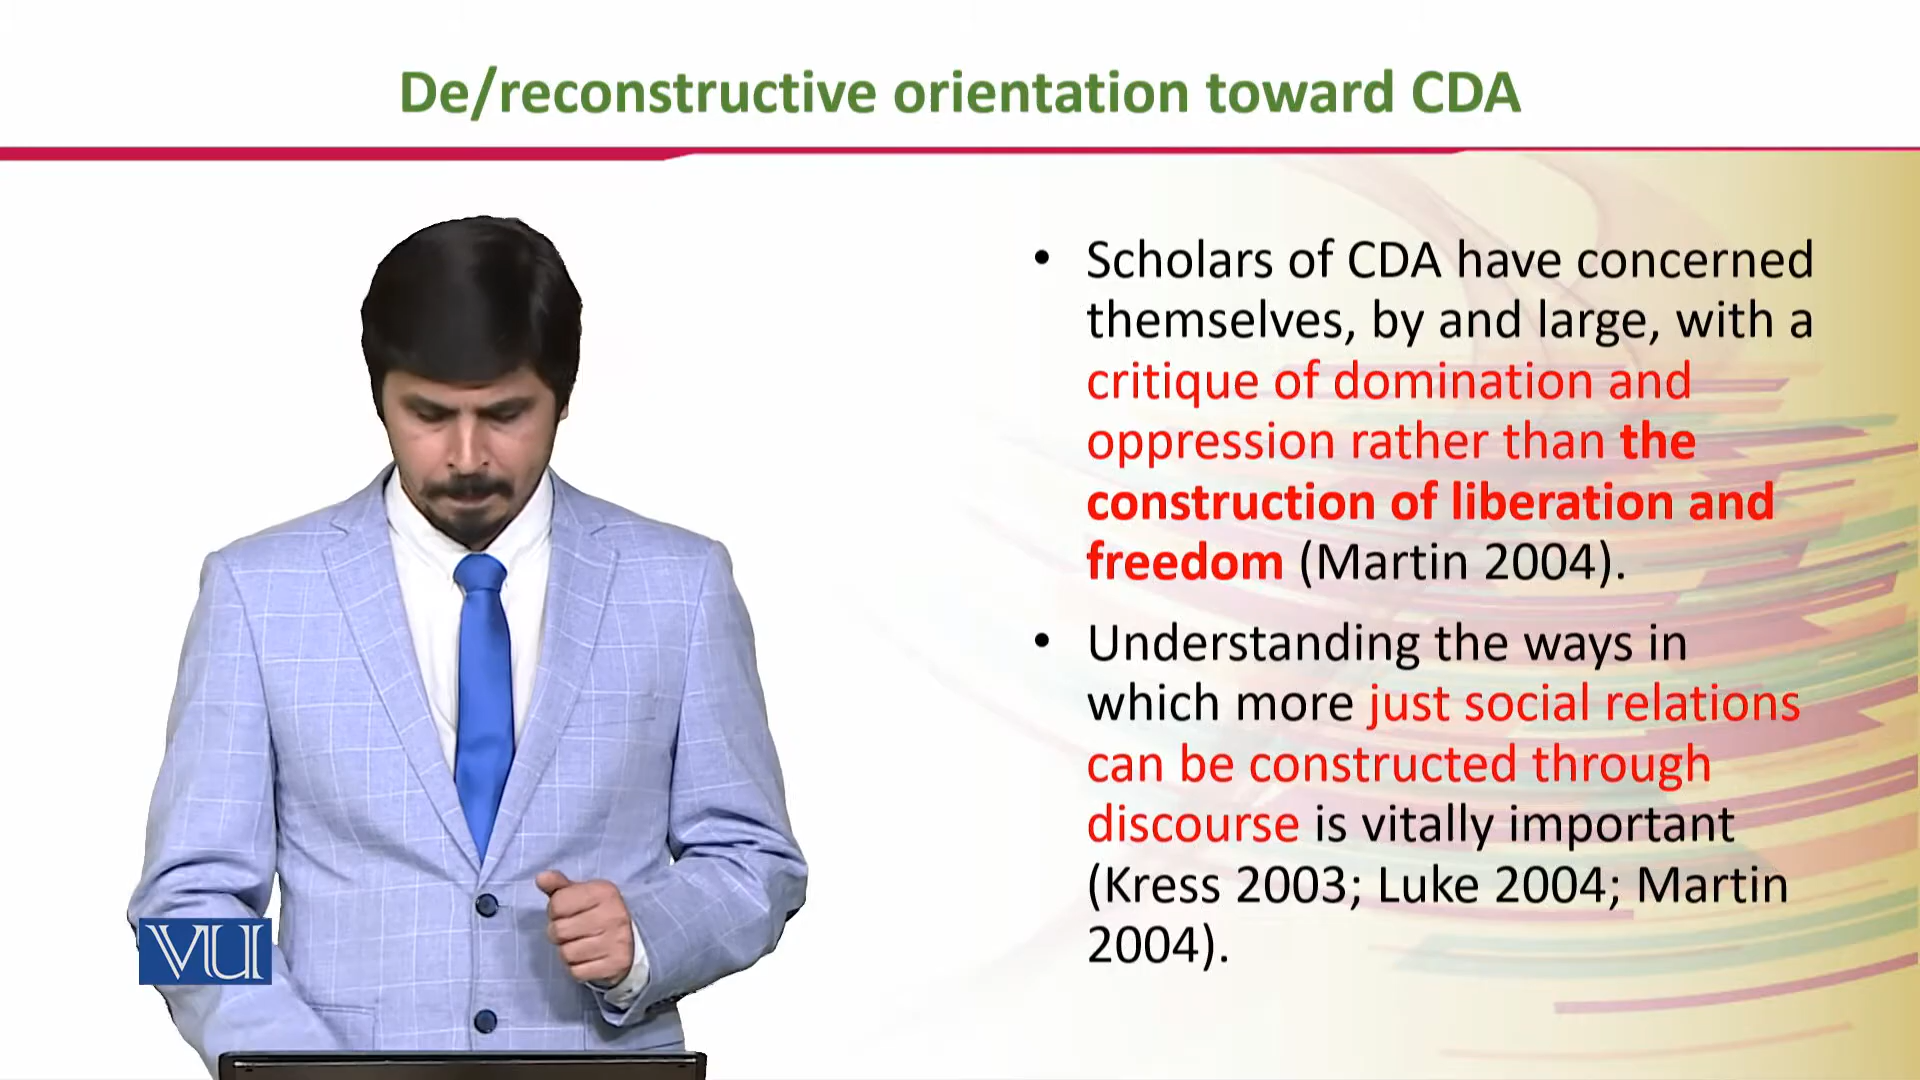 De/reconstructive orientation toward CDA
• Scholars of CDA have concerned
themselves, by and large, with a
critique of domination and
oppression rather than the
construction of liberation and
freedom (Martin 2004).
• Understanding the ways in
which more just social relations
can be constructed through
discourse is vitally important
(Kress 2003; Luke 2004; Martin
2004).
VU